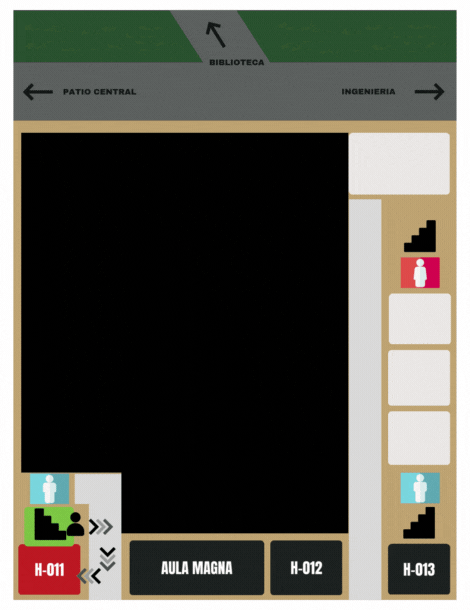 BIBLIOTECA
PATIO CENTRAL
INGENIERIA
H-011
AULA MAGNA
H-012
H-013